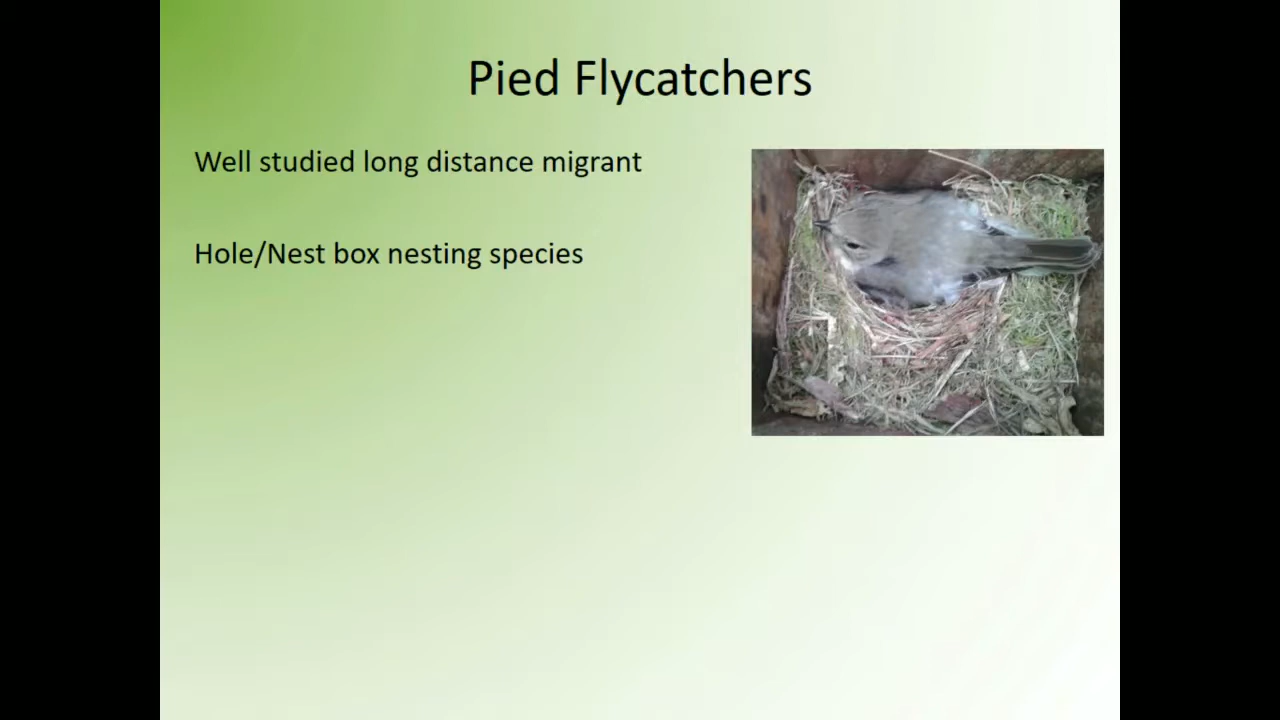 Pied Flycatchers
Well studied long distance migrant
Hole/Nest box nesting species